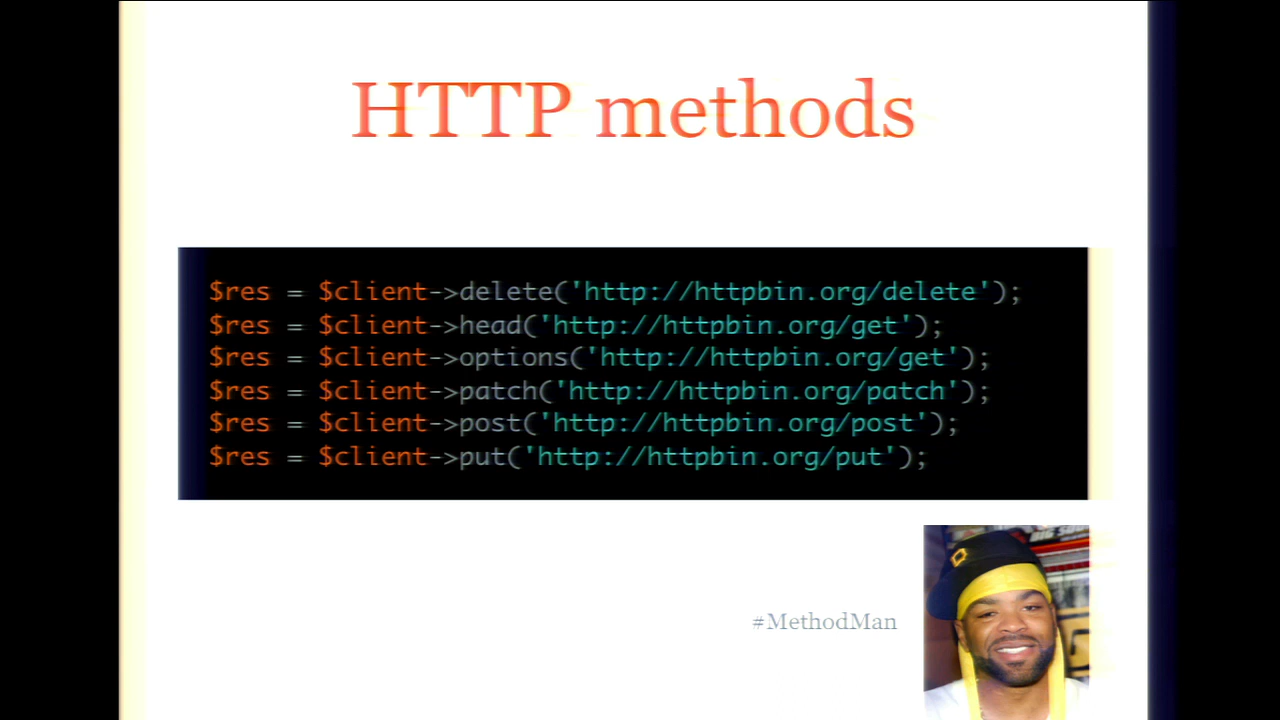 HTTP methods
$res = $client->delete('http://httpbin.org/delete');
$res = $client->head('http://httpbin.org/get');
$res = $client->options('http://httpbin.org/get');
$res = $client->patch('http://httpbin.org/patch');
$res = $client->post('http://httpbin.org/post');
$res = $client->put('http://httpbin.org/put');
#MethodMan